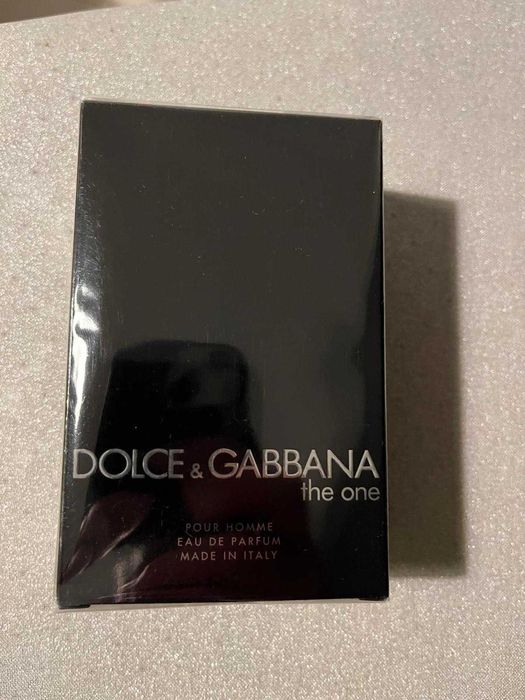 DOLCE & GABBANA
the one
POUR HOMME
EAU DE PARFUM
MADE IN ITALY